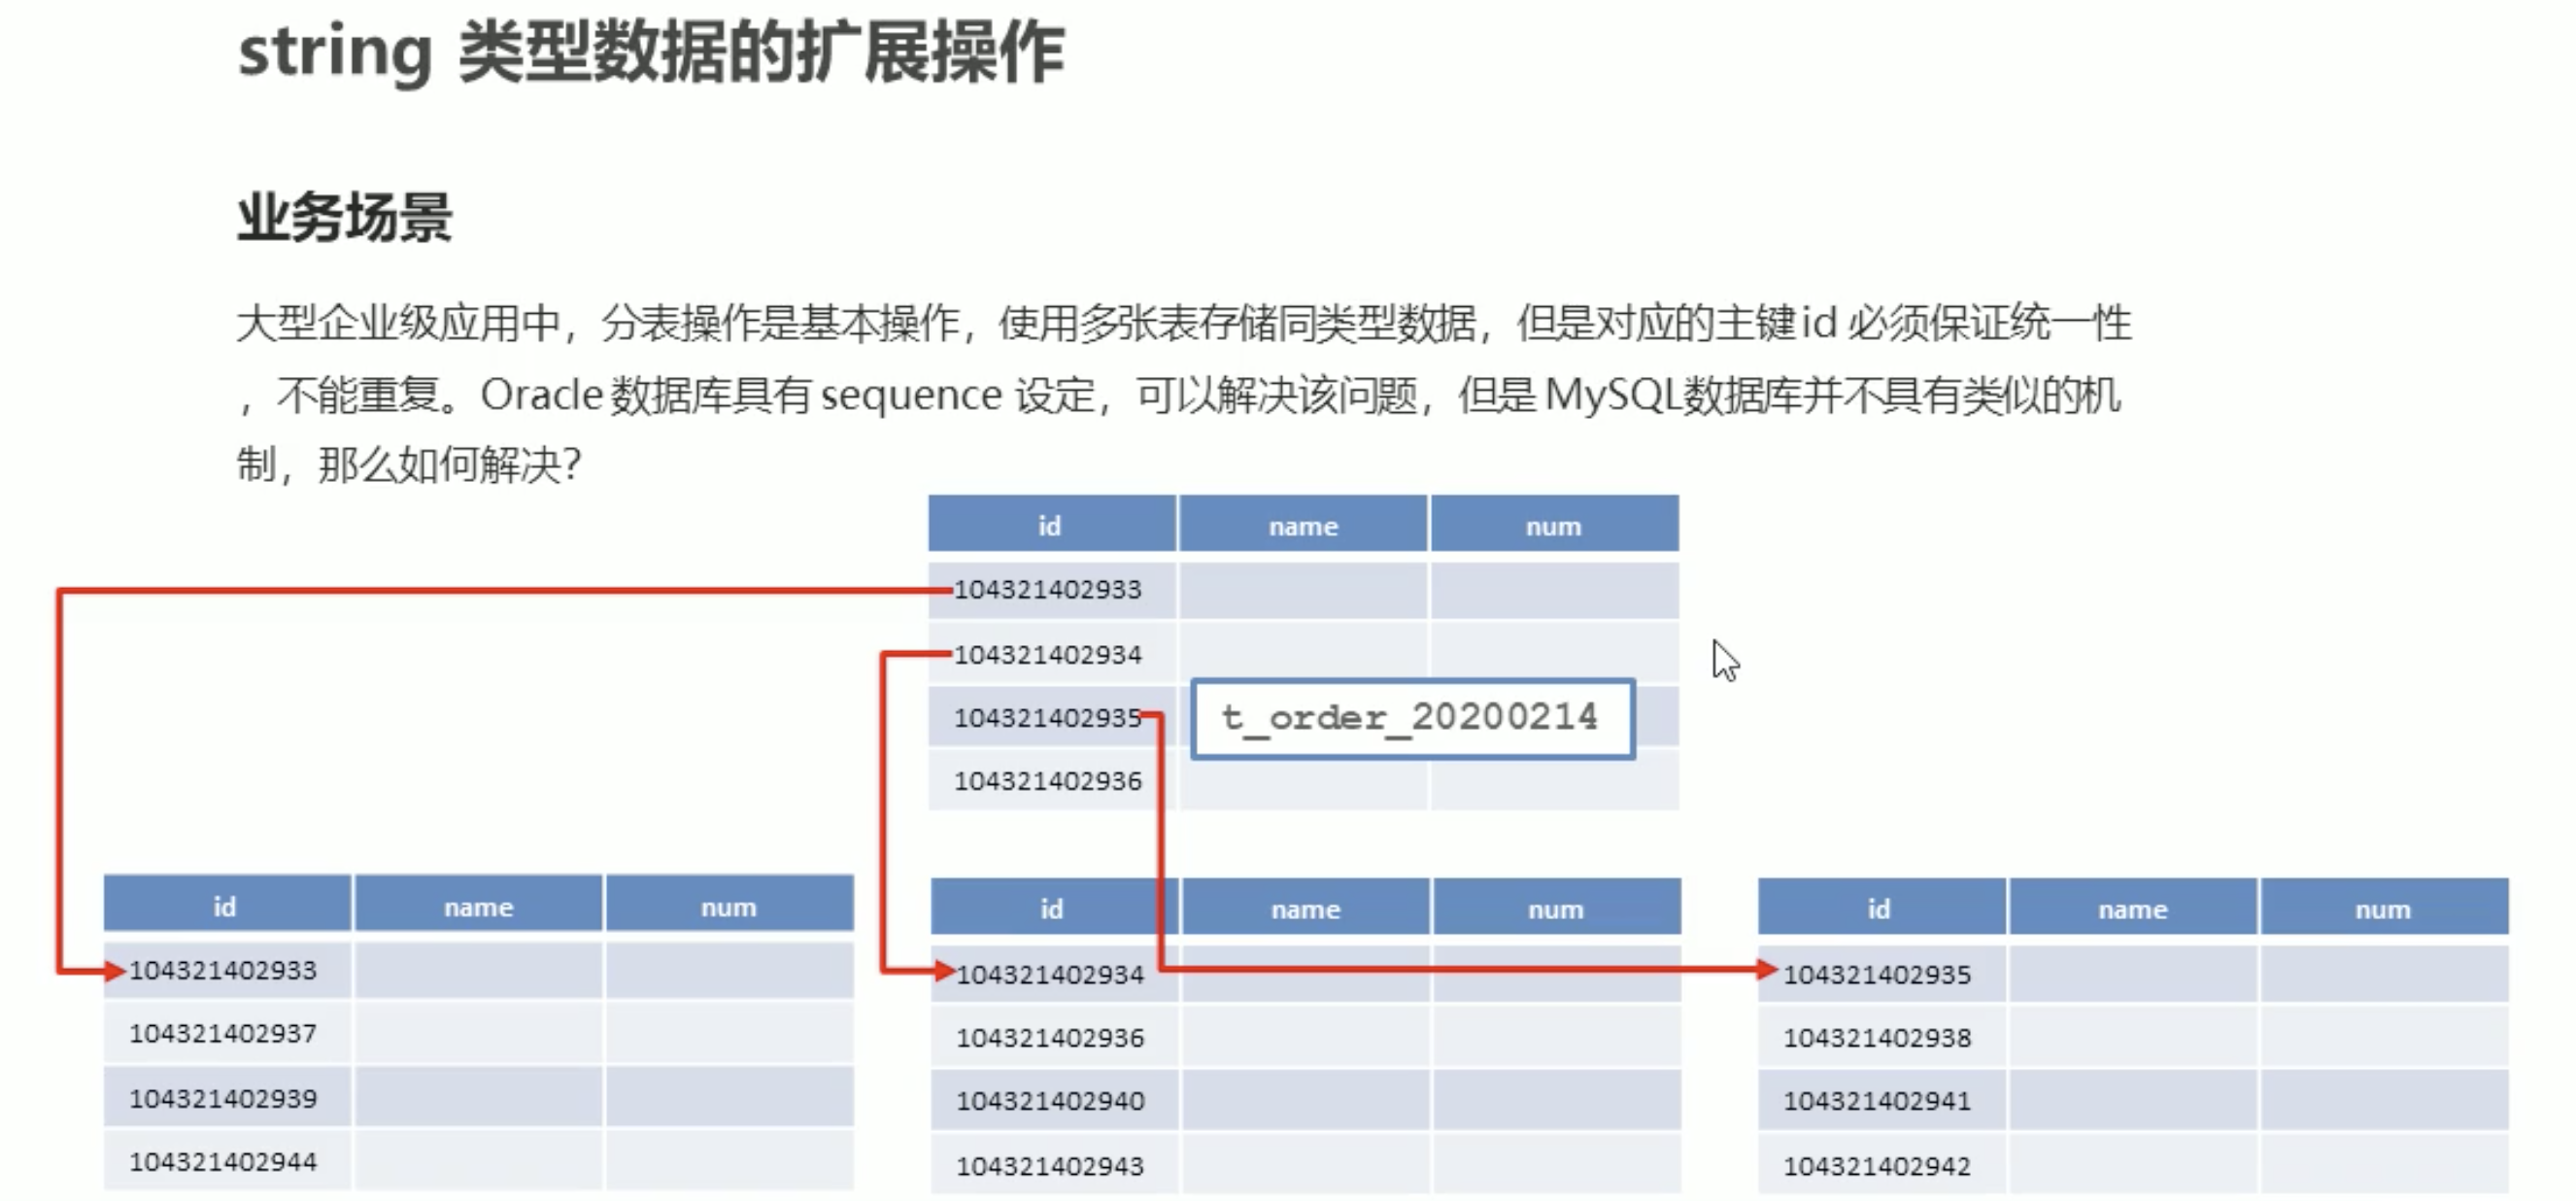 string 类型数据的扩展操作
业务场景
大型企业级应用中，分表操作是基本操作，使用多张表存储同类型数据，但是对应的主键id 必须保证统一性
，不能重复。Oracle 数据库具有 sequence 设定，可以解决该问题，但是 MySQL数据库并不具有类似的机
制，那么如何解决？
id name num
104321402933
104321402934
104321402935
t_order_20200214
104321402936
id name num
104321402933
104321402937
104321402939
104321402944
id name num
104321402934
104321402936
104321402940
104321402943
id name num
104321402935
104321402938
104321402941
104321402942